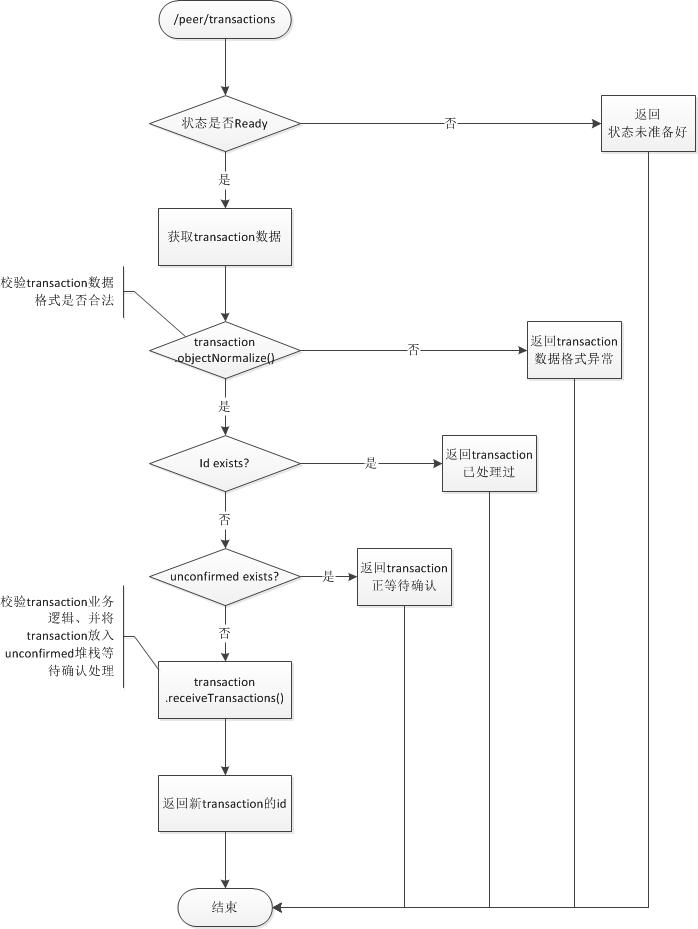 /peer/transactions
状态是否Ready
否
返回
状态未准备好
是
获取transaction数据
校验transaction数据
格式是否合法
transaction
.objectNormalize()
否
返回transaction
数据格式异常
是
Id exists?
是
返回transaction
已处理过
否
unconfirmed exists?
是
返回transaction
正等待确认
否
校验transaction业务
逻辑、并将
transaction放入
unconfirmed堆栈等
待确认处理
transaction
.receiveTransactions()
返回新transaction的id
结束